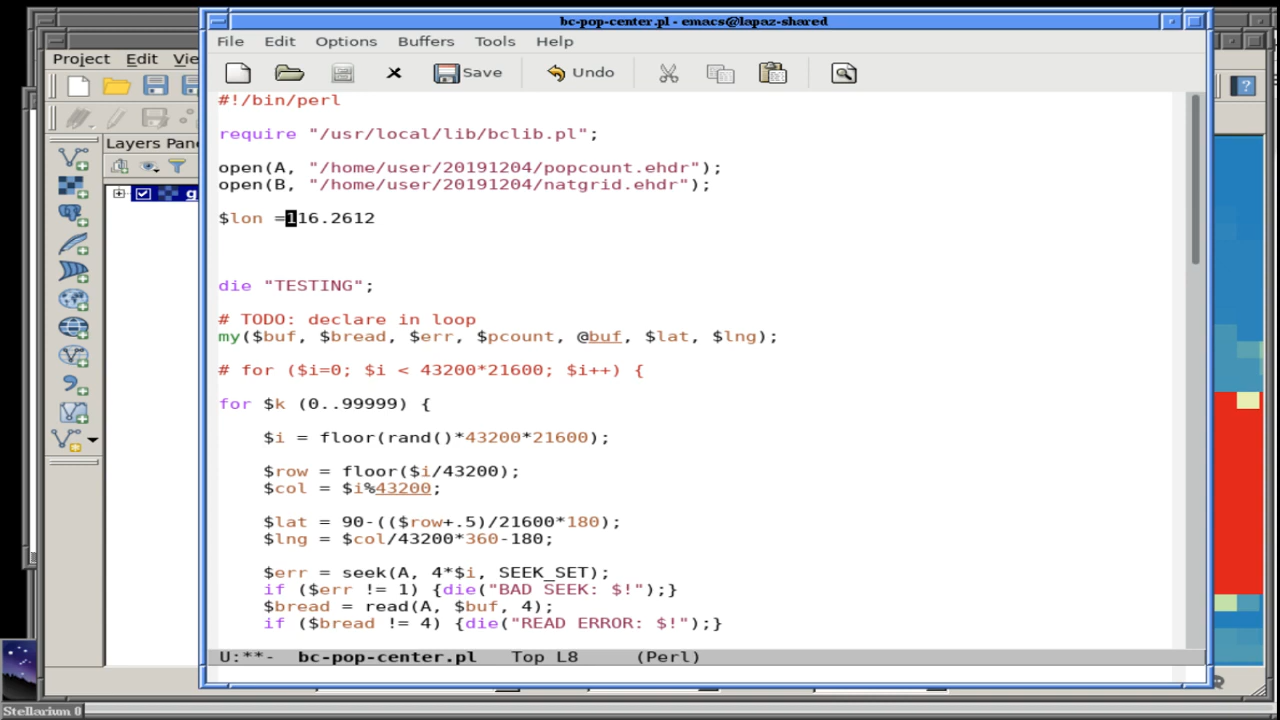 bc-pop-center.pl - emacs@lapaz-shared
File Edit Options Buffers Tools Help
Save Undo
Project Edit
Layers
#!/bin/perl
require "/usr/local/lib/bclib.pl";
open(A, "/home/user/20191204/popcount.ehdr");
open(B, "/home/user/20191204/natgrid.ehdr");
$lon =116.2612
die "TESTING";
# TODO: declare in loop
my($buf, $bread, $err, $pcount, @buf, $lat, $lng);
# for ($i=0; $i < 43200*21600; $i++) {
for $k (0..99999) {
$i = floor(rand()*43200*21600);
$row = floor($i/43200);
$col = $i%43200;
$lat = 90-(($row+.5)/21600*180);
$lng = $col/43200*360-180;
$err = seek(A, 4*$i, SEEK_SET);
if ($err != 1) {die("BAD SEEK: $!");}
$bread = read(A, $buf, 4);
if ($bread != 4) {die("READ ERROR: $!");}
U:**- bc-pop-center.pl Top L8 (Perl)
Stellarium 0